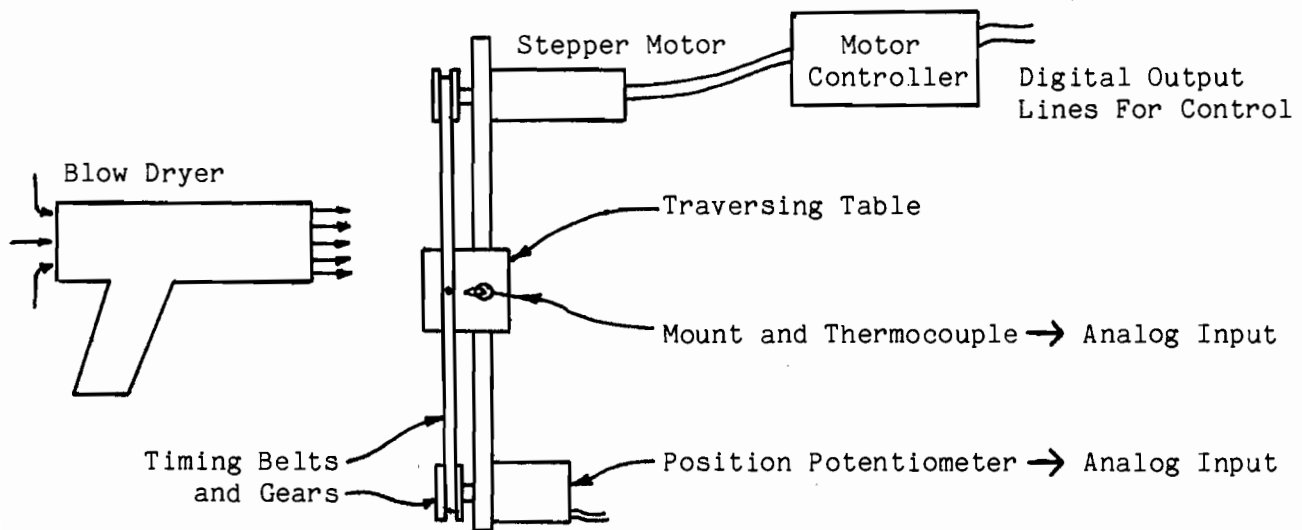 Stepper Motor
Motor
Controller
Digital Output
Lines For Control
Blow Dryer
Traversing Table
Mount and Thermocouple → Analog Input
Timing Belts
and Gears
Position Potentiometer → Analog Input